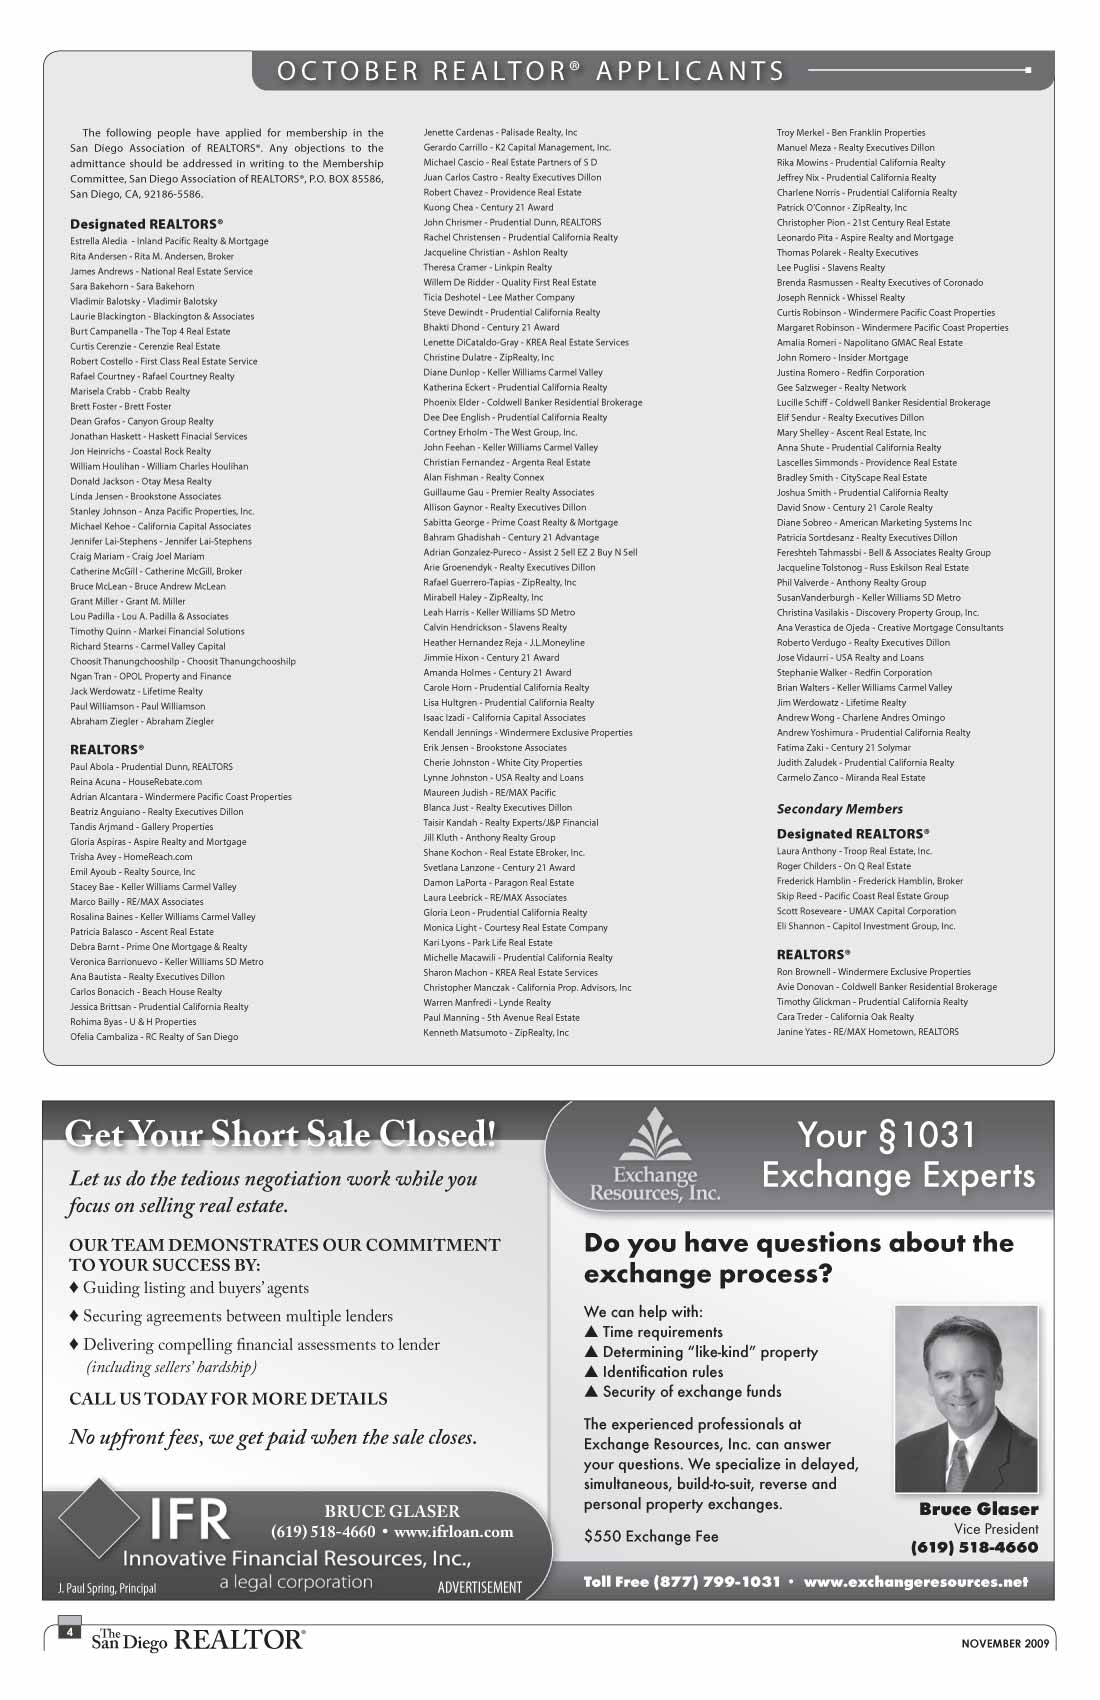 OCTOBER REALTOR® APPLICANTS
The following people have applied for membership in the
San Diego Association of REALTORS®. Any objections to the
admittance should be addressed in writing to the Membership
Committee, San Diego Association of REALTORS®, P.O. BOX 85586,
San Diego, CA, 92186-5586.
Designated REALTORS®
Estrella Aledia - Inland Pacific Realty & Mortgage
Rita Andersen - Rita M. Andersen, Broker
James Andrews - National Real Estate Service
Sara Bakehorn - Sara Bakehorn
Vladimir Balotsky - Vladimir Balotsky
Laurie Blackington - Blackington & Associates
Burt Campanella - The Top 4 Real Estate
Curtis Cerenzie - Cerenzie Real Estate
Robert Costello - First Class Real Estate Service
Rafael Courtney - Rafael Courtney Realty
Marisela Crabb - Crabb Realty
Brett Foster - Brett Foster
Dean Grafos - Canyon Group Realty
Jonathan Haskett - Haskett Finacial Services
Jon Heinrichs - Coastal Rock Realty
William Houlihan - William Charles Houlihan
Donald Jackson - Otay Mesa Realty
Linda Jensen - Brookstone Associates
Stanley Johnson - Anza Pacific Properties, Inc.
Michael Kehoe - California Capital Associates
Jennifer Lai-Stephens - Jennifer Lai-Stephens
Craig Mariam - Craig Joel Mariam
Catherine McGill - Catherine McGill, Broker
Bruce McLean - Bruce Andrew McLean
Grant Miller - Grant M. Miller
Lou Padilla - Lou A. Padilla & Associates
Timothy Quinn - Markei Financial Solutions
Richard Stearns - Carmel Valley Capital
Choosit Thanungchooshilp - Choosit Thanungchooshilp
Ngan Tran - OPOL Property and Finance
Jack Werdowatz - Lifetime Realty
Paul Williamson - Paul Williamson
Abraham Ziegler - Abraham Ziegler
REALTORS®
Paul Abola - Prudential Dunn, REALTORS
Reina Acuna - HouseRebate.com
Adrian Alcantara - Windermere Pacific Coast Properties
Beatriz Anguiano - Realty Executives Dillon
Tandis Arjmand - Gallery Properties
Gloria Aspiras - Aspire Realty and Mortgage
Trisha Avey - HomeReach.com
Emil Ayoub - Realty Source, Inc
Stacey Bae - Keller Williams Carmel Valley
Marco Bailly - RE/MAX Associates
Rosalina Baines - Keller Williams Carmel Valley
Patricia Balasco - Ascent Real Estate
Debra Barnt - Prime One Mortgage & Realty
Veronica Barrionuevo - Keller Williams SD Metro
Ana Bautista - Realty Executives Dillon
Carlos Bonacich - Beach House Realty
Jessica Brittsan - Prudential California Realty
Rohima Byas - U & H Properties
Ofelia Cambaliza - RC Realty of San Diego
Jenette Cardenas - Palisade Realty, Inc
Gerardo Carrillo - K2 Capital Management, Inc.
Michael Cascio - Real Estate Partners of S D
Juan Carlos Castro - Realty Executives Dillon
Robert Chavez - Providence Real Estate
Kuong Chea - Century 21 Award
John Chrismer - Prudential Dunn, REALTORS
Rachel Christensen - Prudential California Realty
Jacqueline Christian - Ashlon Realty
Theresa Cramer - Linkpin Realty
Willem De Ridder - Quality First Real Estate
Ticia Deshotel - Lee Mather Company
Steve Dewindt - Prudential California Realty
Bhakti Dhond - Century 21 Award
Lenette DiCataldo-Gray - KREA Real Estate Services
Christine Dulatre - ZipRealty, Inc
Diane Dunlop - Keller Williams Carmel Valley
Katherina Eckert - Prudential California Realty
Phoenix Elder - Coldwell Banker Residential Brokerage
Dee Dee English - Prudential California Realty
Cortney Erholm - The West Group, Inc.
John Feehan - Keller Williams Carmel Valley
Christian Fernandez - Argenta Real Estate
Alan Fishman - Realty Connex
Guillaume Gau - Premier Realty Associates
Allison Gaynor - Realty Executives Dillon
Sabitta George - Prime Coast Realty & Mortgage
Bahram Ghadishah - Century 21 Advantage
Adrian Gonzalez-Pureco - Assist 2 Sell EZ 2 Buy N Sell
Arie Groenendyk - Realty Executives Dillon
Rafael Guerrero-Tapias - ZipRealty, Inc
Mirabell Haley - ZipRealty, Inc
Leah Harris - Keller Williams SD Metro
Calvin Hendrickson - Slavens Realty
Heather Hernandez Reja - J.L.Moneyline
Jimmie Hixon - Century 21 Award
Amanda Holmes - Century 21 Award
Carole Horn - Prudential California Realty
Lisa Hultgren - Prudential California Realty
Isaac Izadi - California Capital Associates
Kendall Jennings - Windermere Exclusive Properties
Erik Jensen - Brookstone Associates
Cherie Johnston - White City Properties
Lynne Johnston - USA Realty and Loans
Maureen Judish - RE/MAX Pacific
Blanca Just - Realty Executives Dillon
Taisir Kandah - Realty Experts/J&P Financial
Jill Kluth - Anthony Realty Group
Shane Kochon - Real Estate EBroker, Inc.
Svetlana Lanzone - Century 21 Award
Damon LaPorta - Paragon Real Estate
Laura Leebrick - RE/MAX Associates
Gloria Leon - Prudential California Realty
Monica Light - Courtesy Real Estate Company
Kari Lyons - Park Life Real Estate
Michelle Macawili - Prudential California Realty
Sharon Machon - KREA Real Estate Services
Christopher Manczak - California Prop. Advisors, Inc
Warren Manfredi - Lynde Realty
Paul Manning - 5th Avenue Real Estate
Kenneth Matsumoto - ZipRealty, Inc
Troy Merkel - Ben Franklin Properties
Manuel Meza - Realty Executives Dillon
Rika Mowins - Prudential California Realty
Jeffrey Nix - Prudential California Realty
Charlene Norris - Prudential California Realty
Patrick O'Connor - ZipRealty, Inc
Christopher Pion - 21st Century Real Estate
Leonardo Pita - Aspire Realty and Mortgage
Thomas Polarek - Realty Executives
Lee Puglisi - Slavens Realty
Brenda Rasmussen - Realty Executives of Coronado
Joseph Rennick - Whissel Realty
Curtis Robinson - Windermere Pacific Coast Properties
Margaret Robinson - Windermere Pacific Coast Properties
Amalia Romeri - Napolitano GMAC Real Estate
John Romero - Insider Mortgage
Justina Romero - Redfin Corporation
Gee Salzweger - Realty Network
Lucille Schiff - Coldwell Banker Residential Brokerage
Elif Sendur - Realty Executives Dillon
Mary Shelley - Ascent Real Estate, Inc
Anna Shute - Prudential California Realty
Lascelles Simmonds - Providence Real Estate
Bradley Smith - CityScape Real Estate
Joshua Smith - Prudential California Realty
David Snow - Century 21 Carole Realty
Diane Sobreo - American Marketing Systems Inc
Patricia Sortdesanz - Realty Executives Dillon
Fereshteh Tahmassbi - Bell & Associates Realty Group
Jacqueline Tolstonog - Russ Eskilson Real Estate
Phil Valverde - Anthony Realty Group
SusanVanderburgh - Keller Williams SD Metro
Christina Vasilakis - Discovery Property Group, Inc.
Ana Verastica de Ojeda - Creative Mortgage Consultants
Roberto Verdugo - Realty Executives Dillon
Jose Vidaurri - USA Realty and Loans
Stephanie Walker - Redfin Corporation
Brian Walters - Keller Williams Carmel Valley
Jim Werdowatz - Lifetime Realty
Andrew Wong - Charlene Andres Omingo
Andrew Yoshimura - Prudential California Realty
Fatima Zaki - Century 21 Solymar
Judith Zaludek - Prudential California Realty
Carmelo Zanco - Miranda Real Estate
Secondary Members
Designated REALTORS®
Laura Anthony - Troop Real Estate, Inc.
Roger Childers - On Q Real Estate
Frederick Hamblin - Frederick Hamblin, Broker
Skip Reed - Pacific Coast Real Estate Group
Scott Roseveare - UMAX Capital Corporation
Eli Shannon - Capitol Investment Group, Inc.
REALTORS®
Ron Brownell - Windermere Exclusive Properties
Avie Donovan - Coldwell Banker Residential Brokerage
Timothy Glickman - Prudential California Realty
Cara Treder - California Oak Realty
Janine Yates - RE/MAX Hometown, REALTORS
Get Your Short Sale Closed!
Let us do the tedious negotiation work while you
focus on selling real estate.
OUR TEAM DEMONSTRATES OUR COMMITMENT
TO YOUR SUCCESS BY:
♦ Guiding listing and buyers' agents
♦ Securing agreements between multiple lenders
♦ Delivering compelling financial assessments to lender
(including sellers' hardship)
CALL US TODAY FOR MORE DETAILS
No upfront fees, we get paid when the sale closes.
IFR
BRUCE GLASER
(619) 518-4660 • www.ifrloan.com
Innovative Financial Resources, Inc.,
a legal corporation
J. Paul Spring, Principal
ADVERTISEMENT
Exchange
Resources, Inc.
Your §1031
Exchange Experts
Do you have questions about the
exchange process?
We can help with:
▲ Time requirements
▲ Determining “like-kind” property
▲ Identification rules
▲ Security of exchange funds
The experienced professionals at
Exchange Resources, Inc. can answer
your questions. We specialize in delayed,
simultaneous, build-to-suit, reverse and
personal property exchanges.
$550 Exchange Fee
Bruce Glaser
Vice President
(619) 518-4660
Toll Free (877) 799-1031 • www.exchangeresources.net
4
The San Diego REALTOR®
NOVEMBER 2009